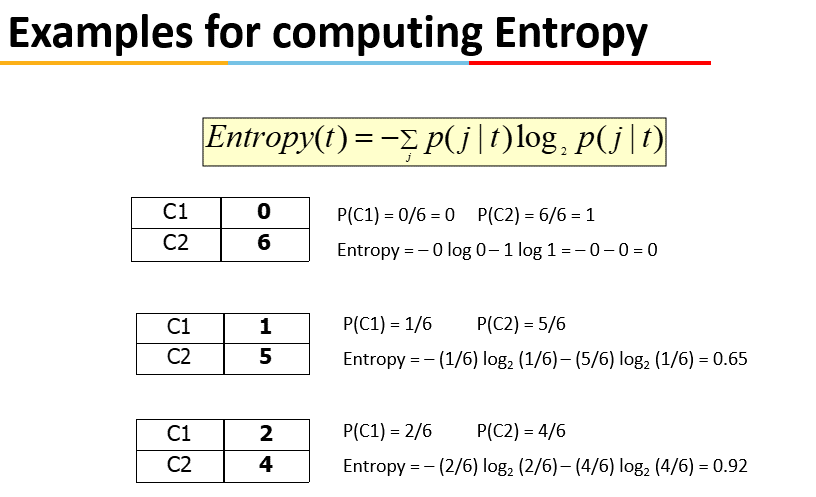 Examples for computing Entropy
Entropy(t) = −∑ p(j | t) log₂ p(j | t)
j
C1 0
C2 6
P(C1) = 0/6 = 0 P(C2) = 6/6 = 1
Entropy = – 0 log 0 – 1 log 1 = – 0 – 0 = 0
C1 1
C2 5
P(C1) = 1/6 P(C2) = 5/6
Entropy = – (1/6) log₂ (1/6) – (5/6) log₂ (1/6) = 0.65
C1 2
C2 4
P(C1) = 2/6 P(C2) = 4/6
Entropy = – (2/6) log₂ (2/6) – (4/6) log₂ (4/6) = 0.92